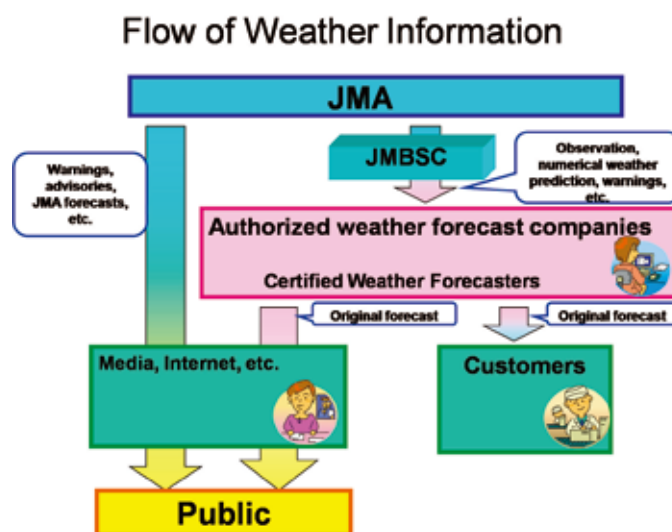 Flow of Weather Information
JMA
JMBSC
Warnings,
advisories,
JMA forecasts,
etc.
Observation,
numerical weather
prediction, warnings,
etc.
Authorized weather forecast companies
Certified Weather Forecasters
Original forecast
Original forecast
Media, Internet, etc.
Customers
Public